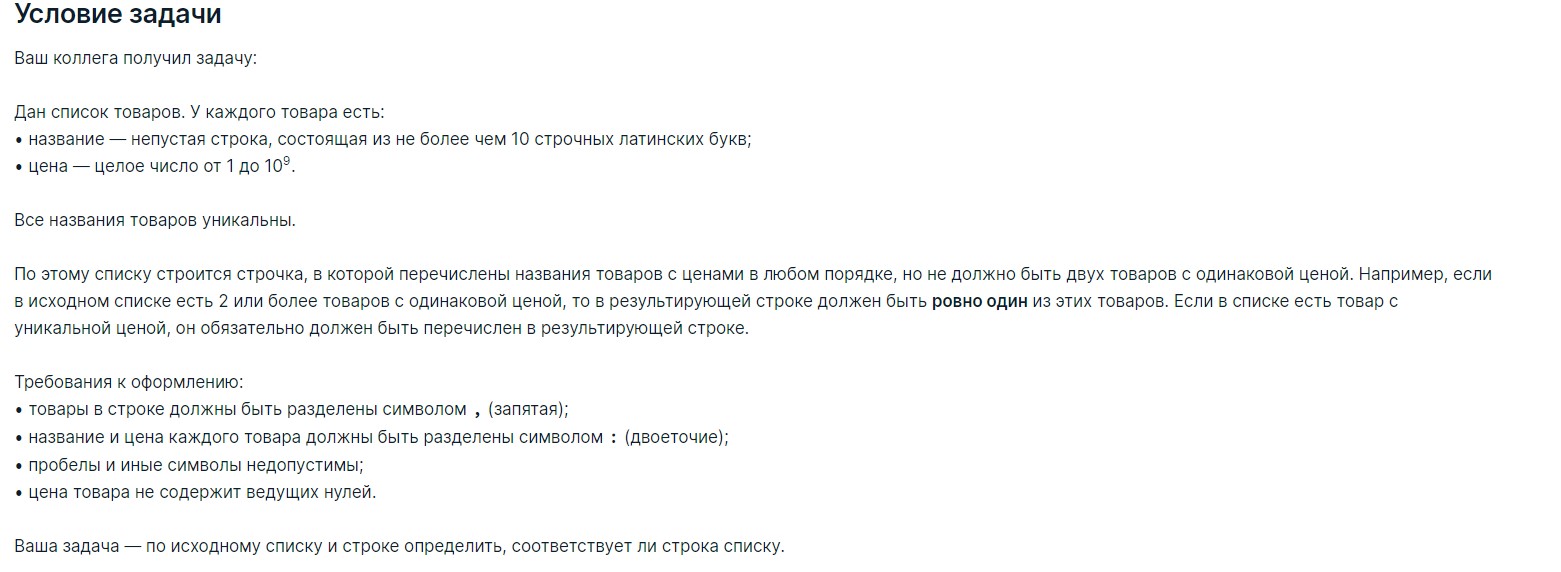 Условие задачи
Ваш коллега получил задачу:
Дан список товаров. У каждого товара есть:
• название — непустая строка, состоящая из не более чем 10 строчных латинских букв;
• цена — целое число от 1 до 10⁹.
Все названия товаров уникальны.
По этому списку строится строчка, в которой перечислены названия товаров с ценами в любом порядке, но не должно быть двух товаров с одинаковой ценой. Например, если
в исходном списке есть 2 или более товаров с одинаковой ценой, то в результирующей строке должен быть ровно один из этих товаров. Если в списке есть товар с
уникальной ценой, он обязательно должен быть перечислен в результирующей строке.
Требования к оформлению:
• товары в строке должны быть разделены символом , (запятая);
• название и цена каждого товара должны быть разделены символом : (двоеточие);
• пробелы и иные символы недопустимы;
• цена товара не содержит ведущих нулей.
Ваша задача — по исходному списку и строке определить, соответствует ли строка списку.